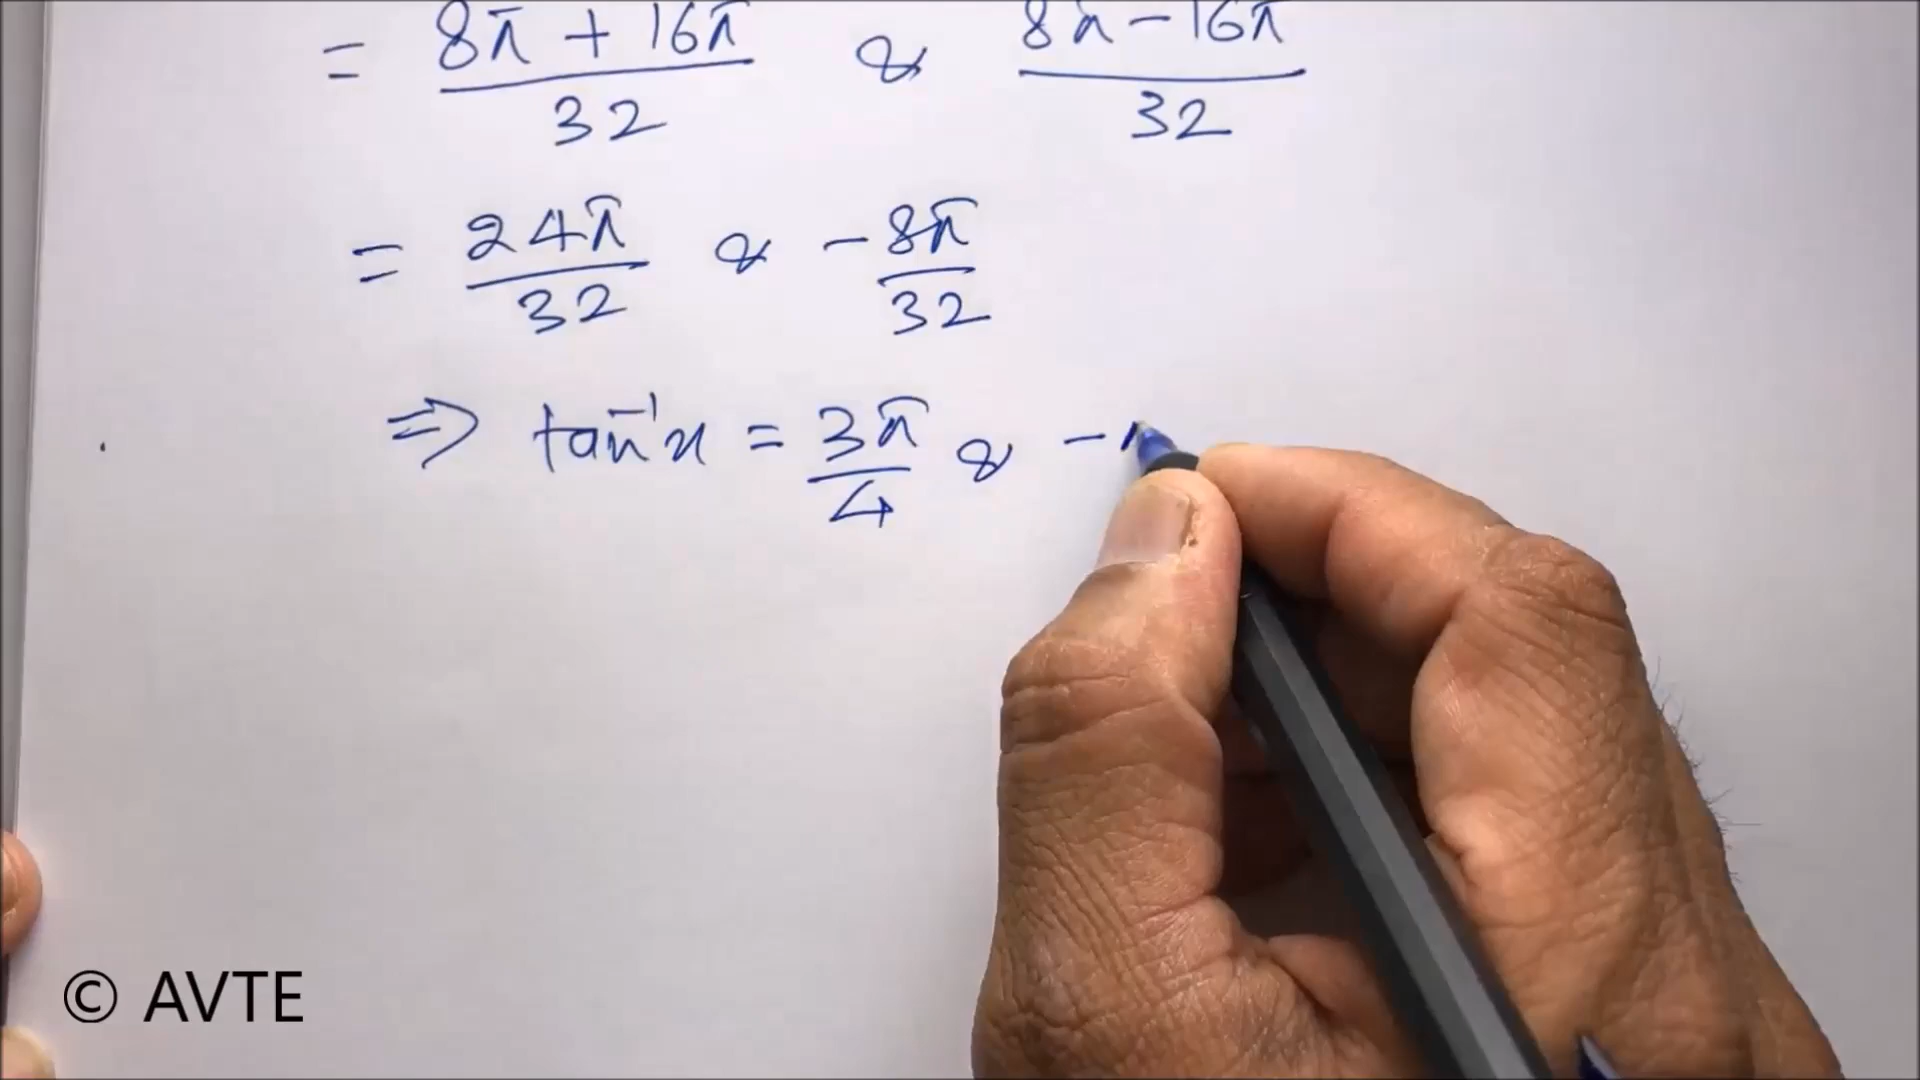 = 8π + 16π / 32 & 8π - 16π / 32
= 24π / 32 & - 8π / 32
⇒ tan⁻¹x = 3π / 4 & -
© AVTE